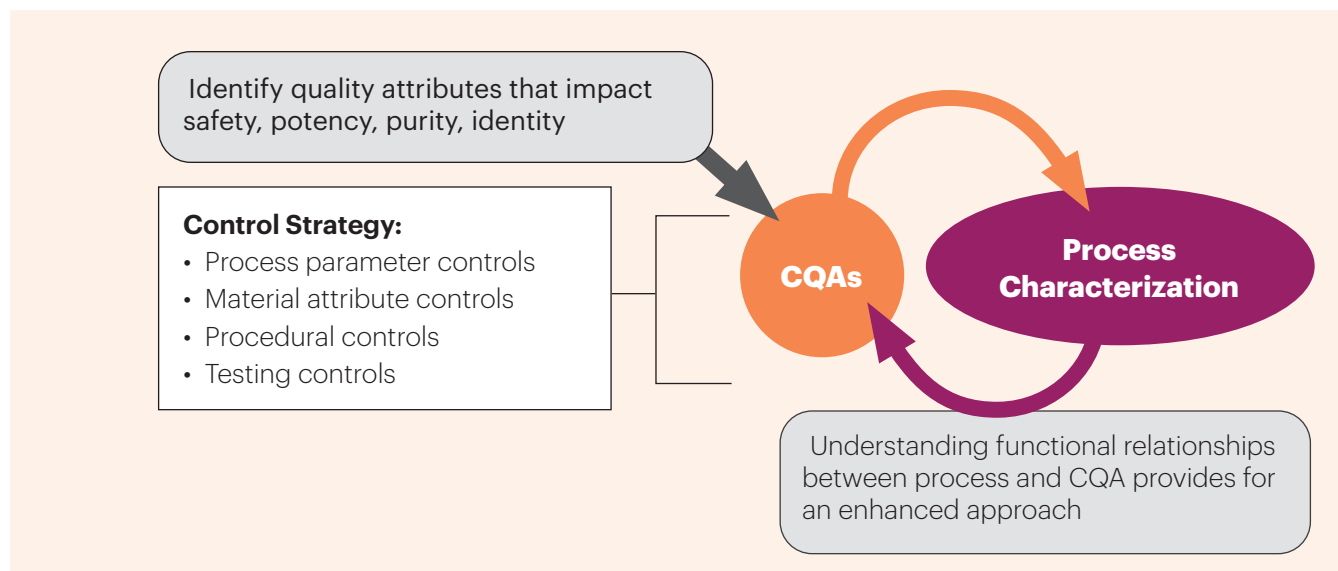 Identify quality attributes that impact
safety, potency, purity, identity
Control Strategy:
• Process parameter controls
• Material attribute controls
• Procedural controls
• Testing controls
CQAs
Process
Characterization
Understanding functional relationships
between process and CQA provides for
an enhanced approach